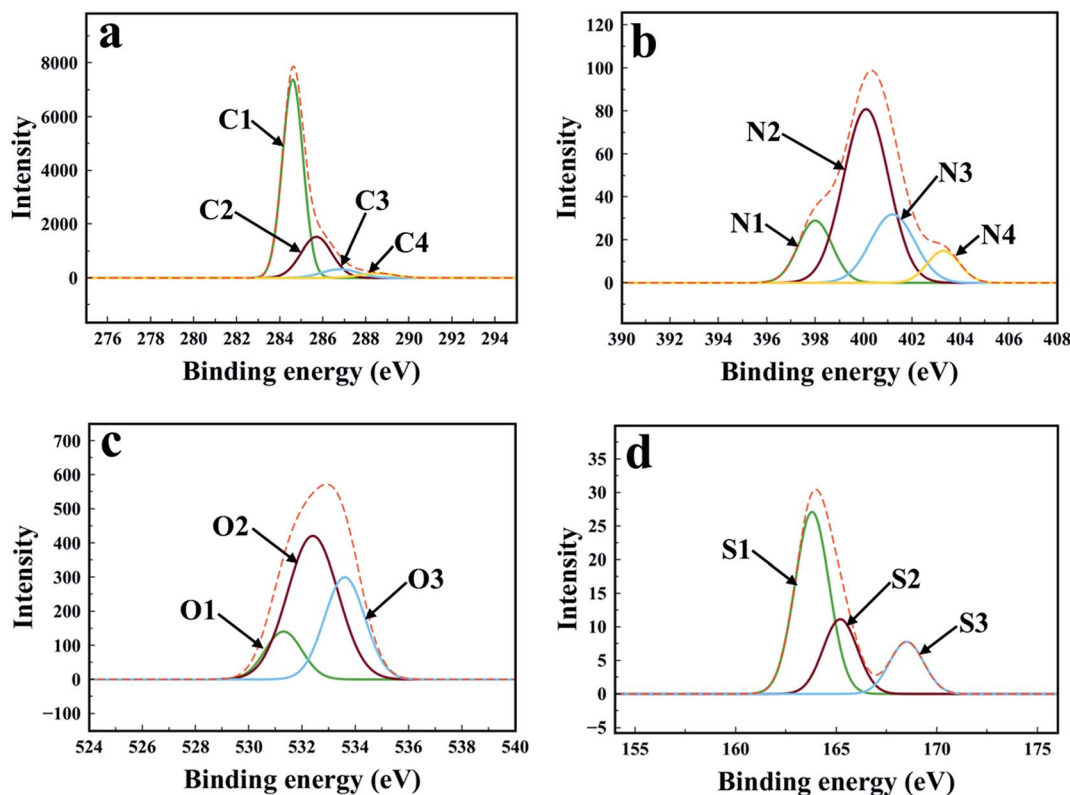 a
8000
6000
4000
2000
0
Intensity
C1
C2
C3
C4
276 278 280 282 284 286 288 290 292 294
Binding energy (eV)
b
120
100
80
60
40
20
0
Intensity
N2
N1
N3
N4
390 392 394 396 398 400 402 404 406 408
Binding energy (eV)
c
700
600
500
400
300
200
100
0
−100
Intensity
O2
O1
O3
524 526 528 530 532 534 536 538 540
Binding energy (eV)
d
35
30
25
20
15
10
5
0
−5
Intensity
S1
S2
S3
155 160 165 170 175
Binding energy (eV)